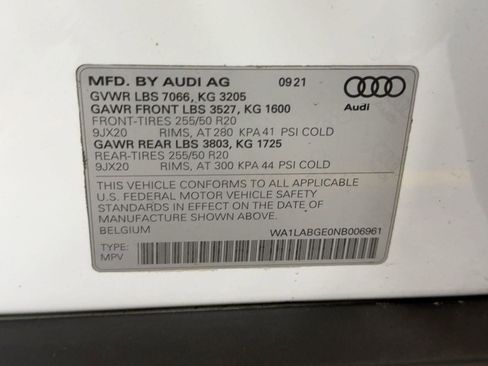 MFD. BY AUDI AG 09 21
GVWR LBS 7066, KG 3205
GAWR FRONT LBS 3527, KG 1600
FRONT-TIRES 255/50 R20
9JX20 RIMS, AT 280 KPA 41 PSI COLD
GAWR REAR LBS 3803, KG 1725
REAR-TIRES 255/50 R20
9JX20 RIMS, AT 300 KPA 44 PSI COLD
Audi
THIS VEHICLE CONFORMS TO ALL APPLICABLE
U.S. FEDERAL MOTOR VEHICLE SAFETY
STANDARDS IN EFFECT ON THE DATE OF
MANUFACTURE SHOWN ABOVE.
BELGIUM WA1LABGE0NB006961
TYPE:
MPV